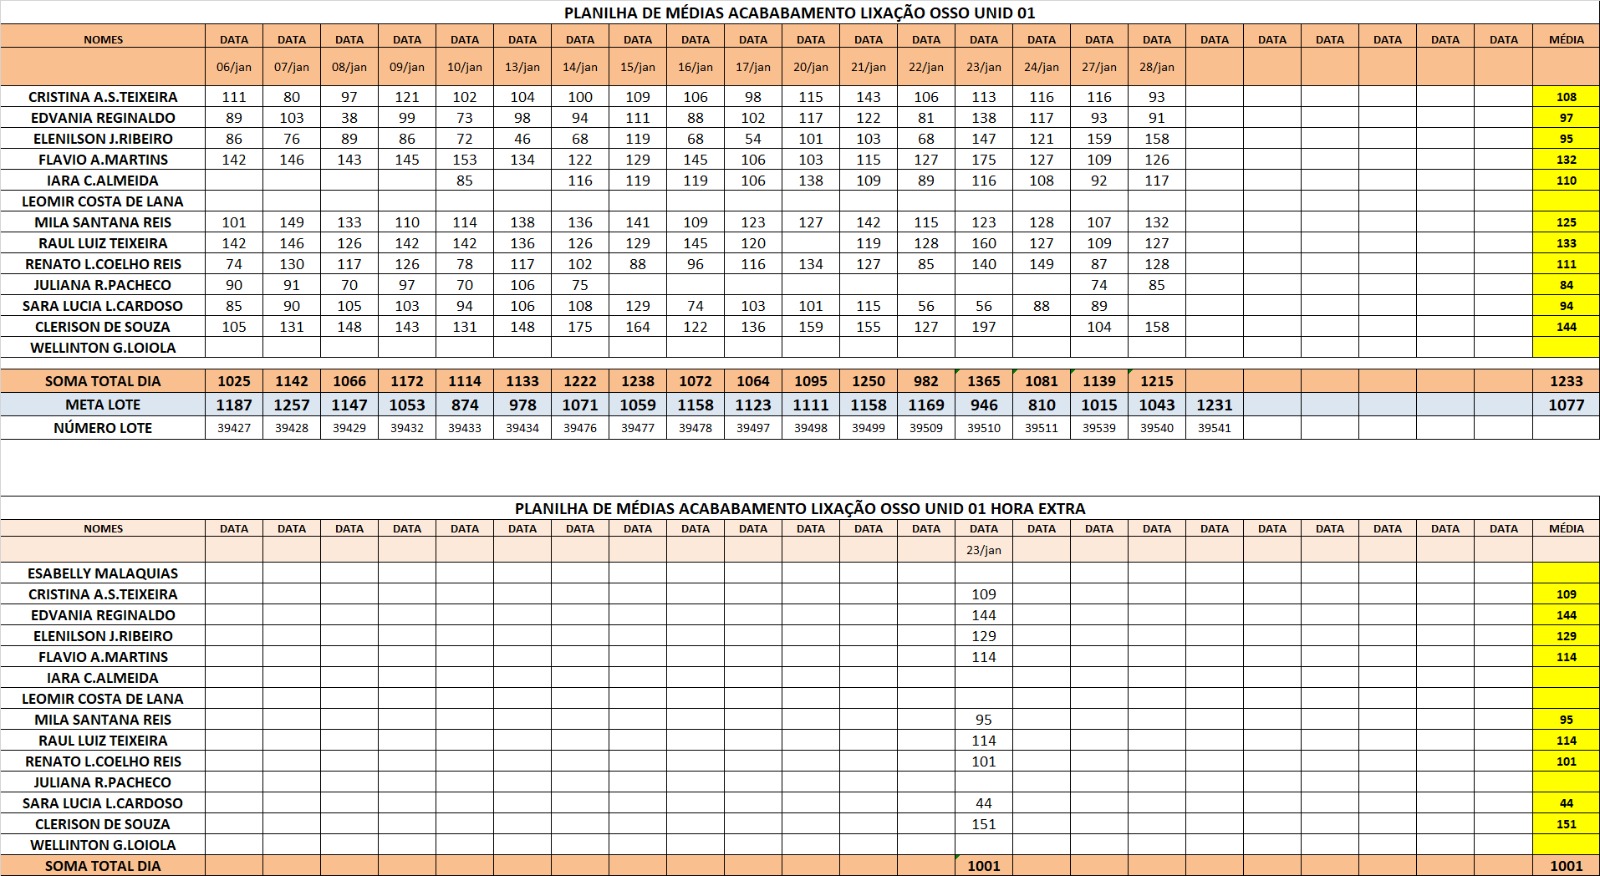 PLANILHA DE MÉDIAS ACABABAMENTO LIXAÇÃO OSSO UNID 01
NOMES DATA DATA DATA DATA DATA DATA DATA DATA DATA DATA DATA DATA DATA DATA DATA DATA DATA DATA DATA DATA DATA DATA DATA MÉDIA
06/jan 07/jan 08/jan 09/jan 10/jan 13/jan 14/jan 15/jan 16/jan 17/jan 20/jan 21/jan 22/jan 23/jan 24/jan 27/jan 28/jan
CRISTINA A.S.TEIXEIRA 111 80 97 121 102 104 100 109 106 98 115 143 106 113 116 116 93 108
EDVANIA REGINALDO 89 103 38 99 73 98 94 111 88 102 117 122 81 138 117 93 91 97
ELENILSON J.RIBEIRO 86 76 89 86 72 46 68 119 68 54 101 103 68 147 121 159 158 95
FLAVIO A.MARTINS 142 146 143 145 153 134 122 129 145 106 103 115 127 175 127 109 126 132
IARA C.ALMEIDA 85 116 119 119 106 138 109 89 116 108 92 117 110
LEOMIR COSTA DE LANA
MILA SANTANA REIS 101 149 133 110 114 138 136 141 109 123 127 142 115 123 128 107 132 125
RAUL LUIZ TEIXEIRA 142 146 126 142 142 136 126 129 145 120 119 128 160 127 109 127 133
RENATO L.COELHO REIS 74 130 117 126 78 117 102 88 96 116 134 127 85 140 149 87 128 111
JULIANA R.PACHECO 90 91 70 97 70 106 75 74 85 84
SARA LUCIA L.CARDOSO 85 90 105 103 94 106 108 129 74 103 101 115 56 56 88 89 94
CLERISON DE SOUZA 105 131 148 143 131 148 175 164 122 136 159 155 127 197 104 158 144
WELLINTON G.LOIOLA
SOMA TOTAL DIA 1025 1142 1066 1172 1114 1133 1222 1238 1072 1064 1095 1250 982 1365 1081 1139 1215 1233
META LOTE 1187 1257 1147 1053 874 978 1071 1059 1158 1123 1111 1158 1169 946 810 1015 1043 1231 1077
NÚMERO LOTE 39427 39428 39429 39432 39433 39434 39476 39477 39478 39497 39498 39499 39509 39510 39511 39539 39540 39541
PLANILHA DE MÉDIAS ACABABAMENTO LIXAÇÃO OSSO UNID 01 HORA EXTRA
NOMES DATA DATA DATA DATA DATA DATA DATA DATA DATA DATA DATA DATA DATA DATA DATA DATA DATA DATA DATA DATA DATA DATA DATA MÉDIA
23/jan
ESABELLY MALAQUIAS
CRISTINA A.S.TEIXEIRA 109 109
EDVANIA REGINALDO 144 144
ELENILSON J.RIBEIRO 129 129
FLAVIO A.MARTINS 114 114
IARA C.ALMEIDA
LEOMIR COSTA DE LANA
MILA SANTANA REIS 95 95
RAUL LUIZ TEIXEIRA 114 114
RENATO L.COELHO REIS 101 101
JULIANA R.PACHECO
SARA LUCIA L.CARDOSO 44 44
CLERISON DE SOUZA 151 151
WELLINTON G.LOIOLA
SOMA TOTAL DIA 1001 1001